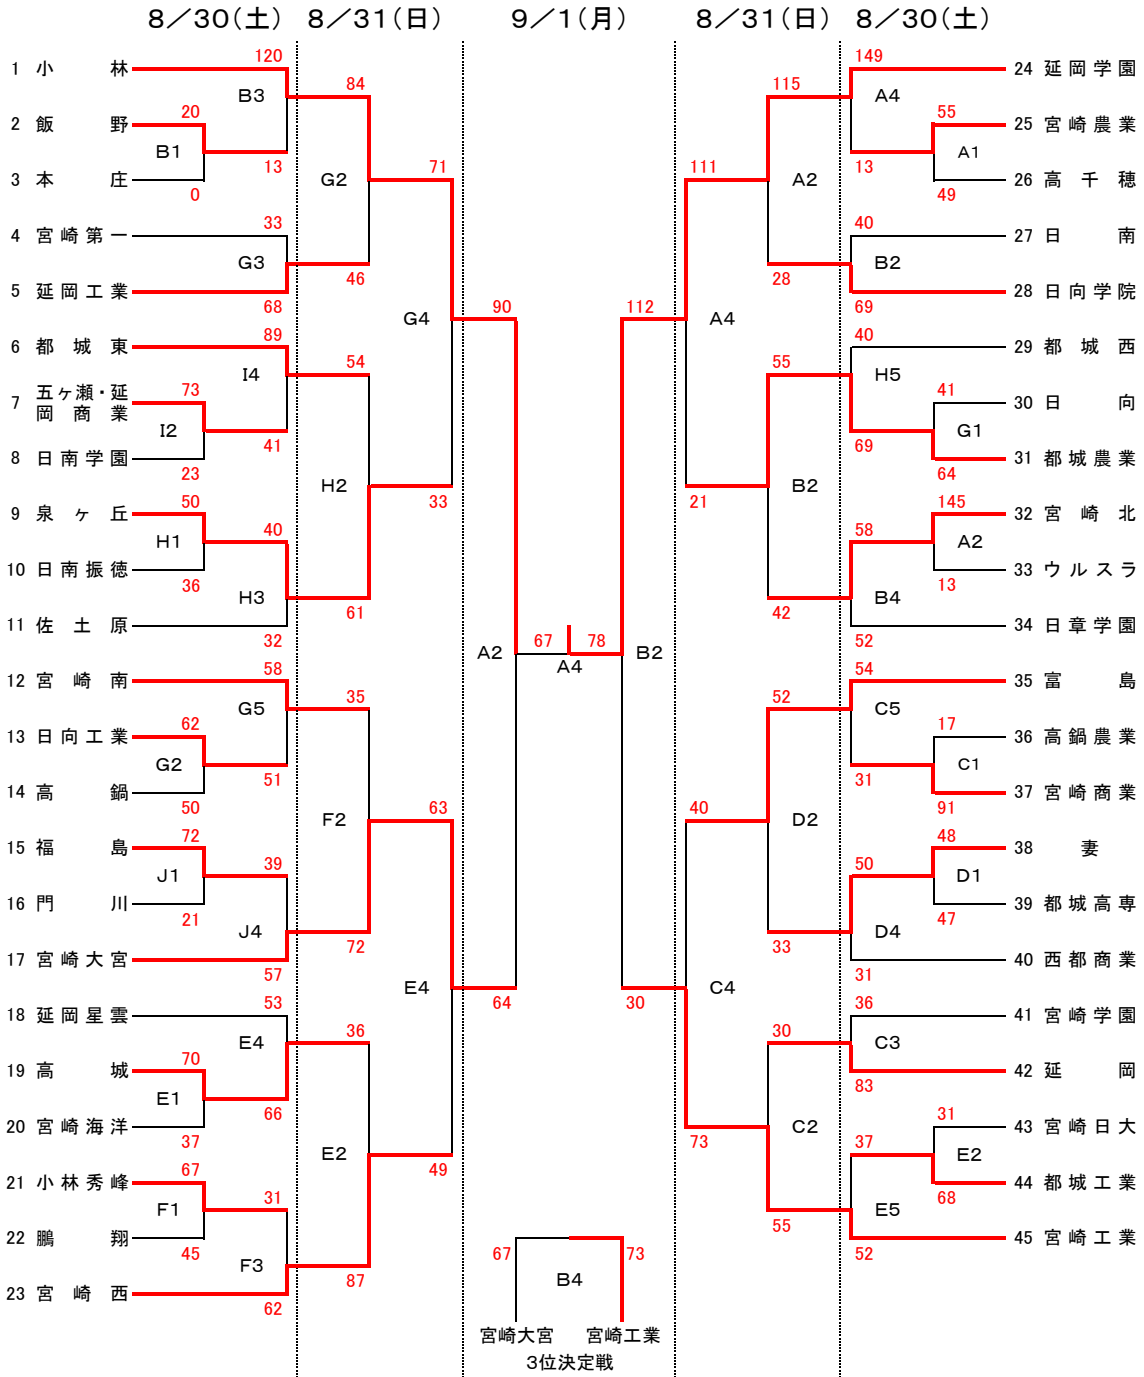 8/30(土) 8/31(日) 9/1(月) 8/31(日) 8/30(土)
120 84 115 149
1 小林 24 延岡学園
B3 A4
20 55
2 飯野 25 宮崎農業
B1 A1
13 71 111 13
G2 A2
3 本庄 26 高千穂
0 49
33 40
4 宮崎第一 27 日南
G3 B2
46 28
5 延岡工業 28 日向学院
68 90 112 69
G4 A4
89 40
6 都城東 29 都城西
54 55
I4 H5
73 41
7 五ヶ瀬・延岡商業 30 日向
I2 G1
41 69
8 日南学園 31 都城農業
23 64
H2 B2
50 33 21 145
9 泉ヶ丘 32 宮崎北
40 58
H1 A2
10 日南振徳 33 ウルスラ
36 13
H3 B4
61 42
11 佐土原 34 日章学園
32 52
67 78
A2 A4 B2
58 54
12 宮崎南 35 富島
35 52
G5 C5
62 17
13 日向工業 36 高鍋農業
G2 C1
51 31
14 高鍋 37 宮崎商業
50 91
63 40
F2 D2
72 48
15 福島 38 妻
39 50
J1 D1
16 門川 39 都城高専
21 47
J4 D4
72 33
17 宮崎大宮 40 西都商業
57 31
E4 C4
53 64 30 36
18 延岡星雲 41 宮崎学園
36 30
E4 C3
70
19 高城 42 延岡
E1 83
66
20 宮崎海洋 43 宮崎日大
37 31
E2 C2 E2
73 37
67 49
21 小林秀峰 44 都城工業
31 68
F1 E5
55
22 鵬翔 45 宮崎工業
45 67 73 52
F3 B4
87
23 宮崎西
62
宮崎大宮 宮崎工業
3位決定戦